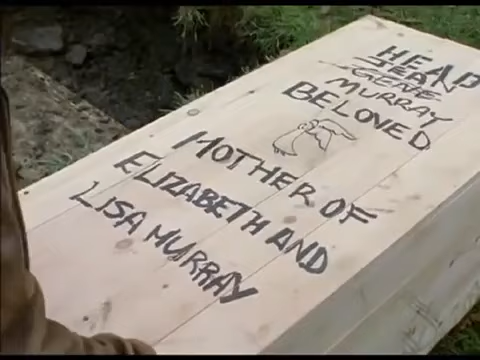 HEAD
JEAN
GENE
MURRAY
BELOVED
MOTHER OF
ELIZABETH AND
LISA MURRAY